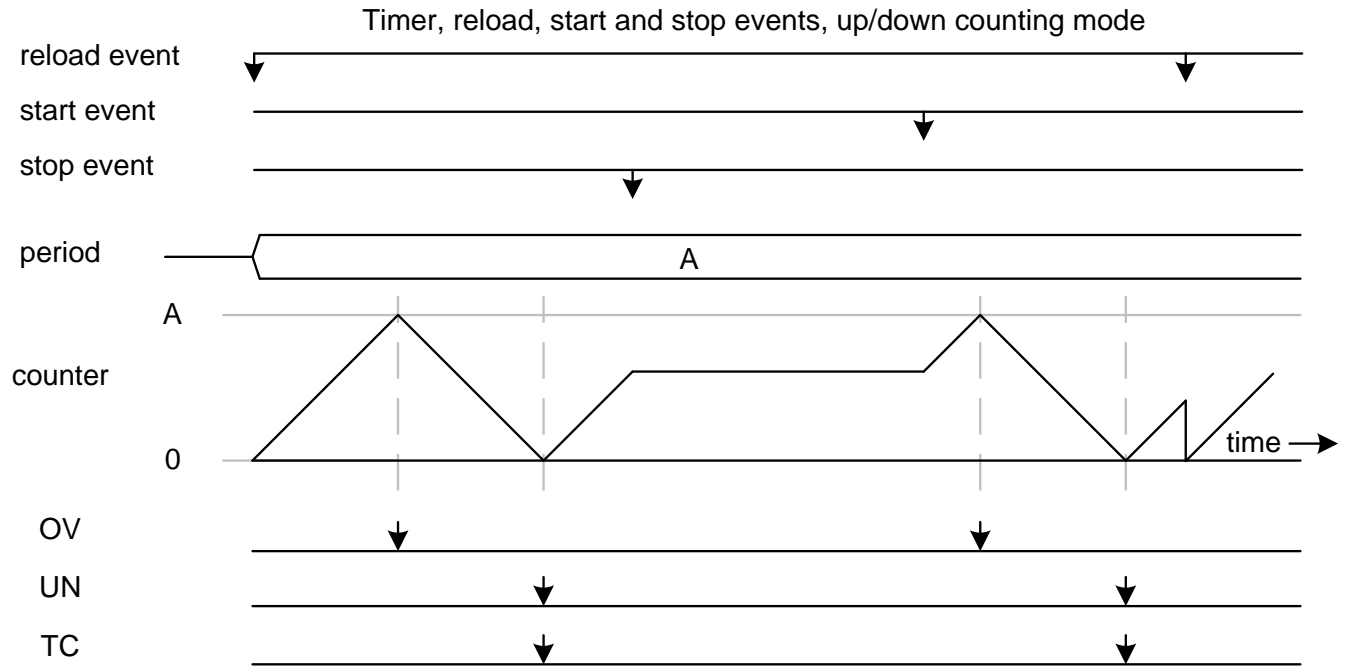 Timer, reload, start and stop events, up/down counting mode
reload event
start event
stop event
period
A
A
counter
time
0
OV
UN
TC